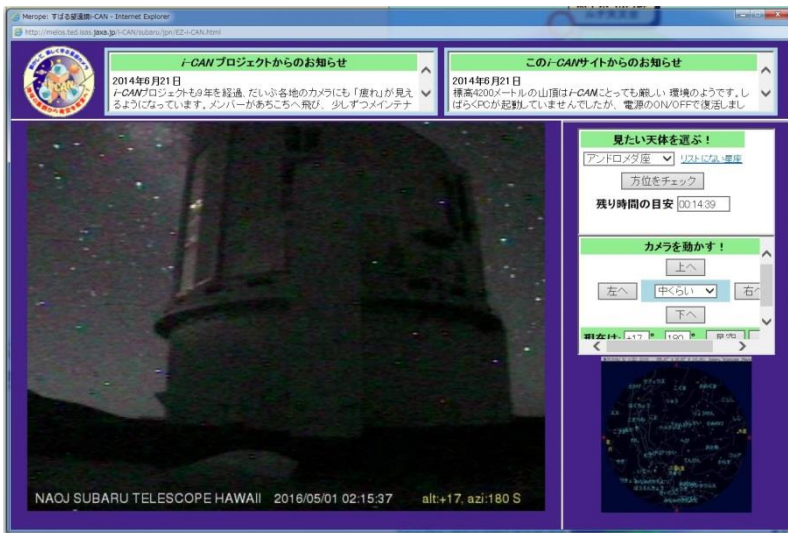 Merope: すばる望遠鏡i-CAN - Internet Explorer
http://melos.ted.isas.jaxa.jp/i-CAN/subaru/jpn/EZ-i-CAN.html
i-CAN プロジェクトからのお知らせ
2014年6月21日
i-CANプロジェクトも9年を経過、だいぶ各地のカメラにも「疲れ」が見え
るようになっています。メンバーがあちこちへ飛び、少しずつメインテナ
このi-CANサイトからのお知らせ
2014年6月21日
標高4200メートルの山頂はi-CANにとっても厳しい環境のようです。し
ばらくPCが起動していませんでしたが、電源のON/OFFで復活しまし
見たい天体を選ぶ！
アンドロメダ座 リストにない星座
方位をチェック
残り時間の目安 00:14:39
カメラを動かす！
上へ
左へ 中くらい 右へ
下へ
現在は: +17 ° 180 ° 星空
NAOJ SUBARU TELESCOPE HAWAII 2016/05/01 02:15:37 alt:+17, azi:180 S